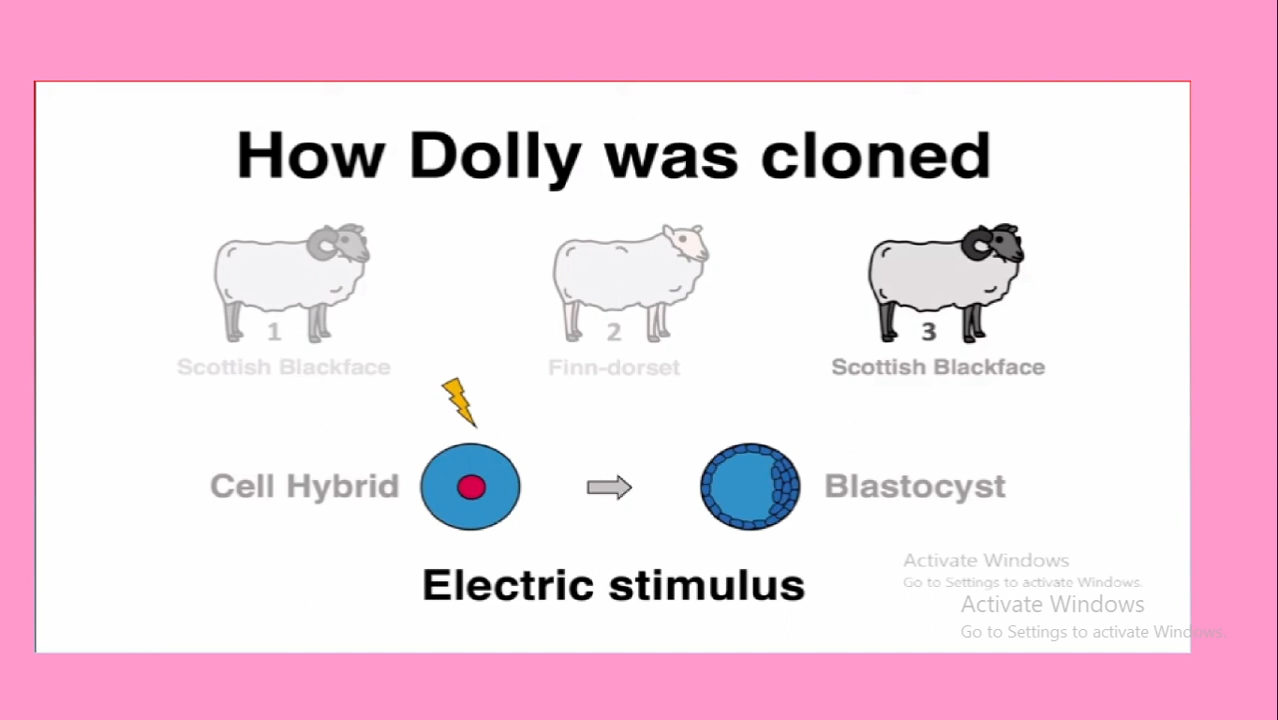 How Dolly was cloned
1
2
3
Scottish Blackface
Finn-dorset
Scottish Blackface
Cell Hybrid
Blastocyst
Electric stimulus
Activate Windows
Go to Settings to activate Windows.
Activate Windows
Go to Settings to activate Windows.